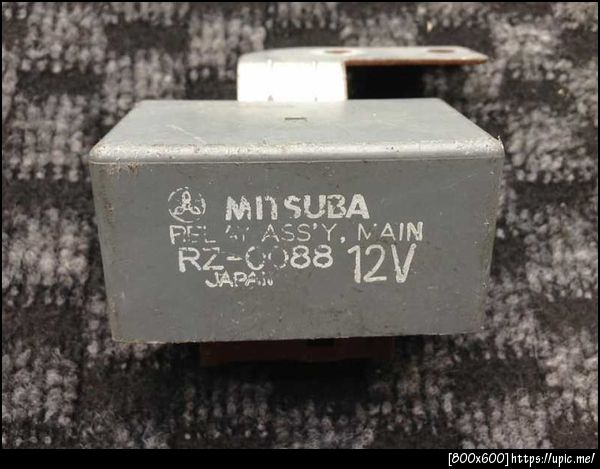 MITSUBA
RELAY ASS'Y, MAIN
RZ-0088 12V
JAPAN
[800x600]https://upic.me/